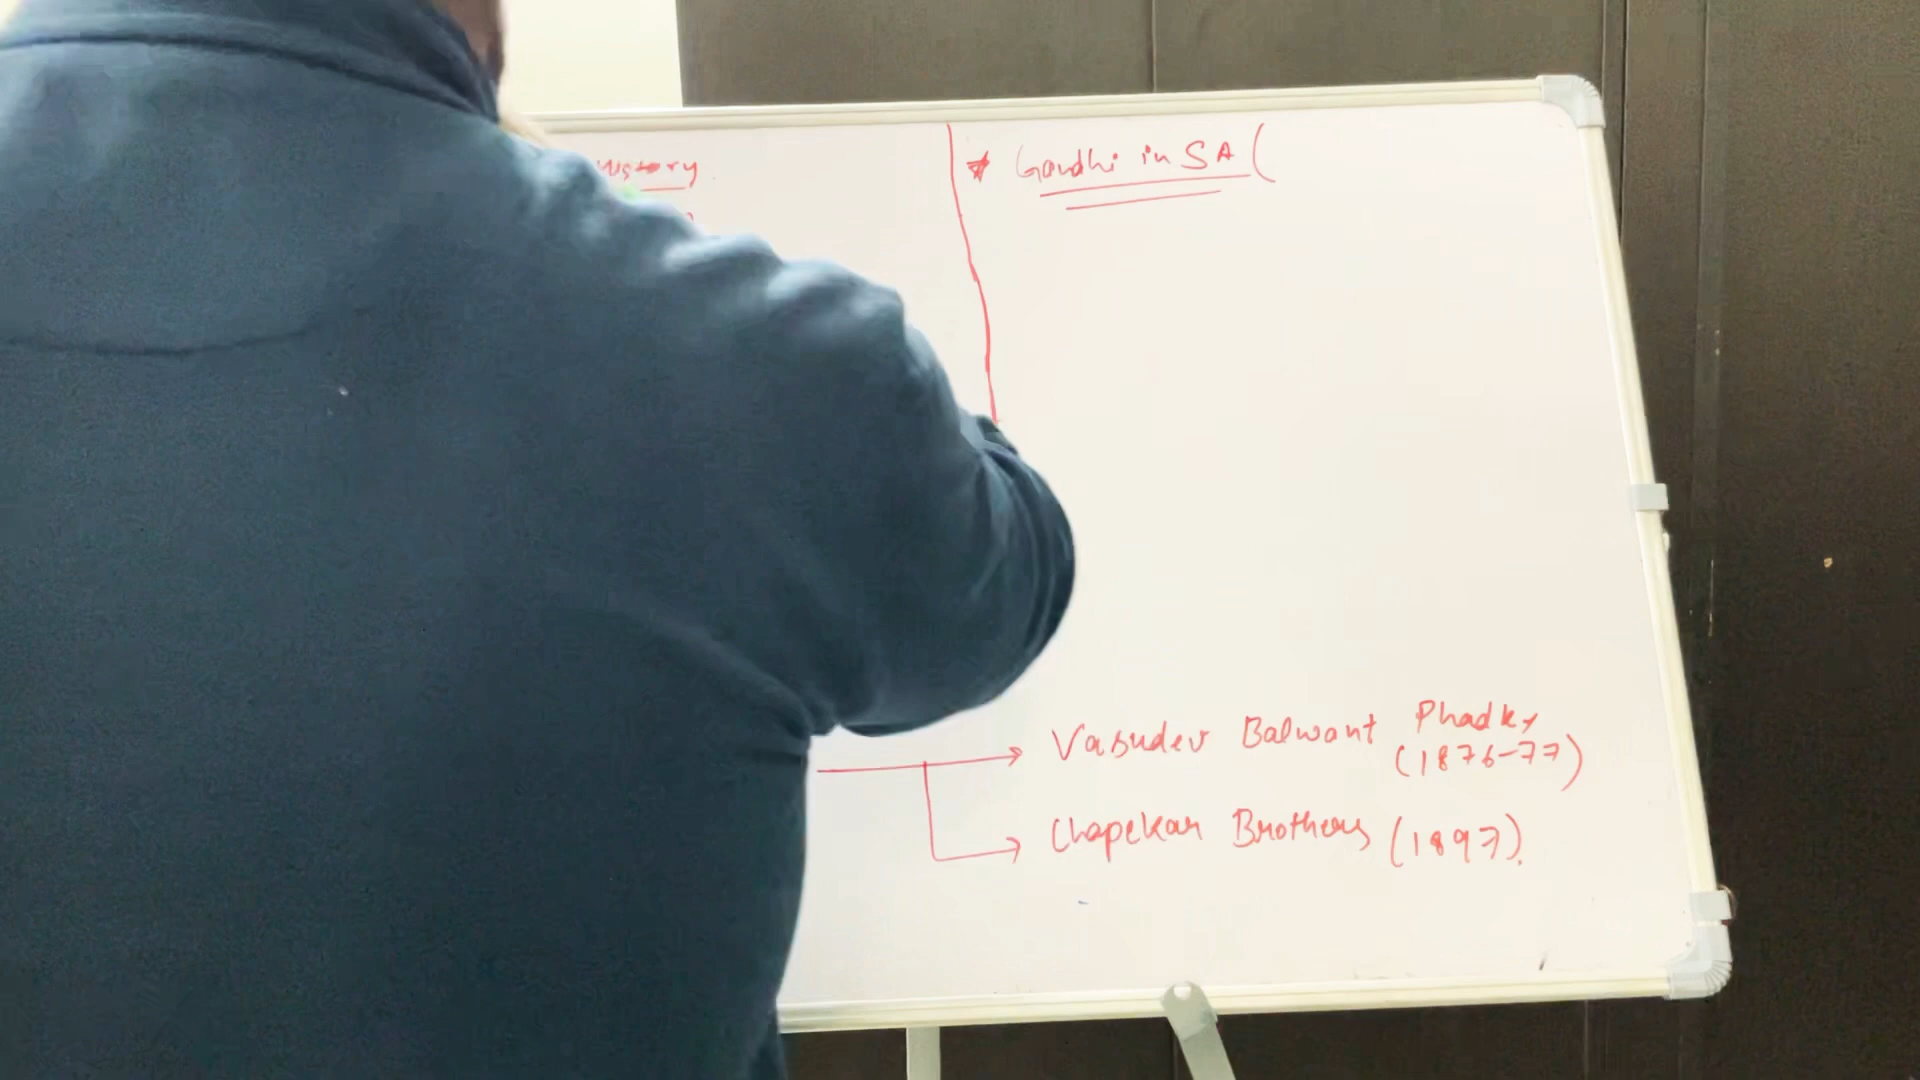 History
* Gandhi in SA (
Vasudev Balwant Phadke
(1876-77)
Chapekar Brothers (1897).